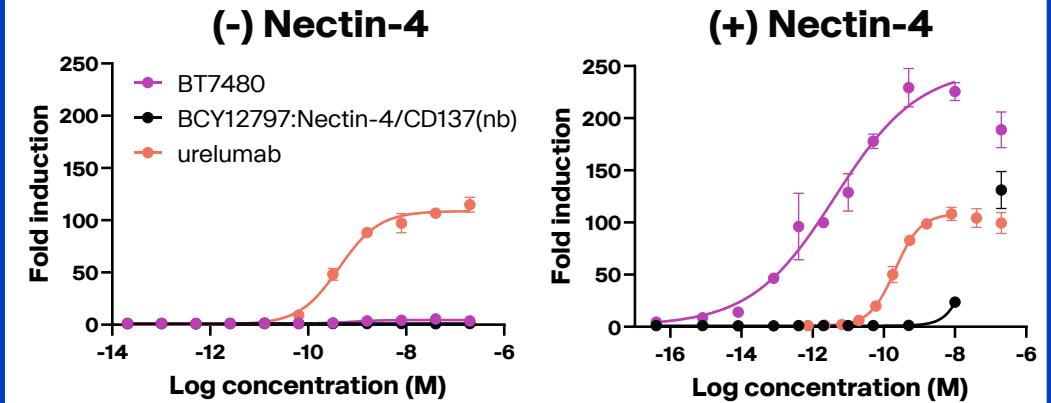 (-) Nectin-4
250
200
150
100
50
0
Fold induction
BT7480
BCY12797:Nectin-4/CD137(nb)
urelumab
-14
-12
-10
-8
-6
Log concentration (M)
(+) Nectin-4
250
200
150
100
50
0
Fold induction
-16
-14
-12
-10
-8
-6
Log concentration (M)